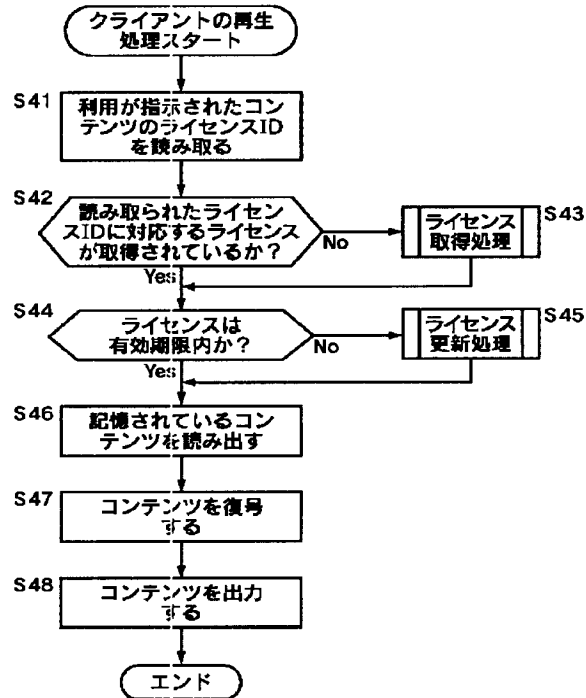 クライアントの再生
処理スタート
S41
利用が指示されたコン
テンツのライセンスID
を読み取る
S42
読み取られたライセン
スIDに対応するライセンス
が取得されているか?
No
S43
ライセンス
取得処理
Yes
S44
ライセンスは
有効期限内か?
No
S45
ライセンス
更新処理
Yes
S46
記憶されているコン
テンツを読み出す
S47
コンテンツを復号
する
S48
コンテンツを出力
する
エンド